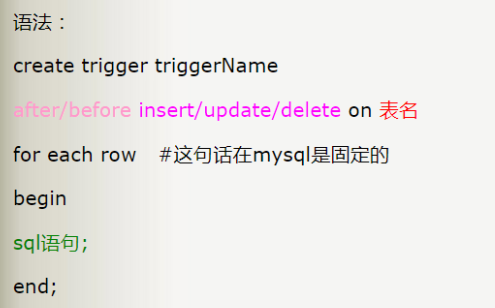 语法：
create trigger triggerName
after/before insert/update/delete on 表名
for each row #这句话在mysql是固定的
begin
sql语句;
end;